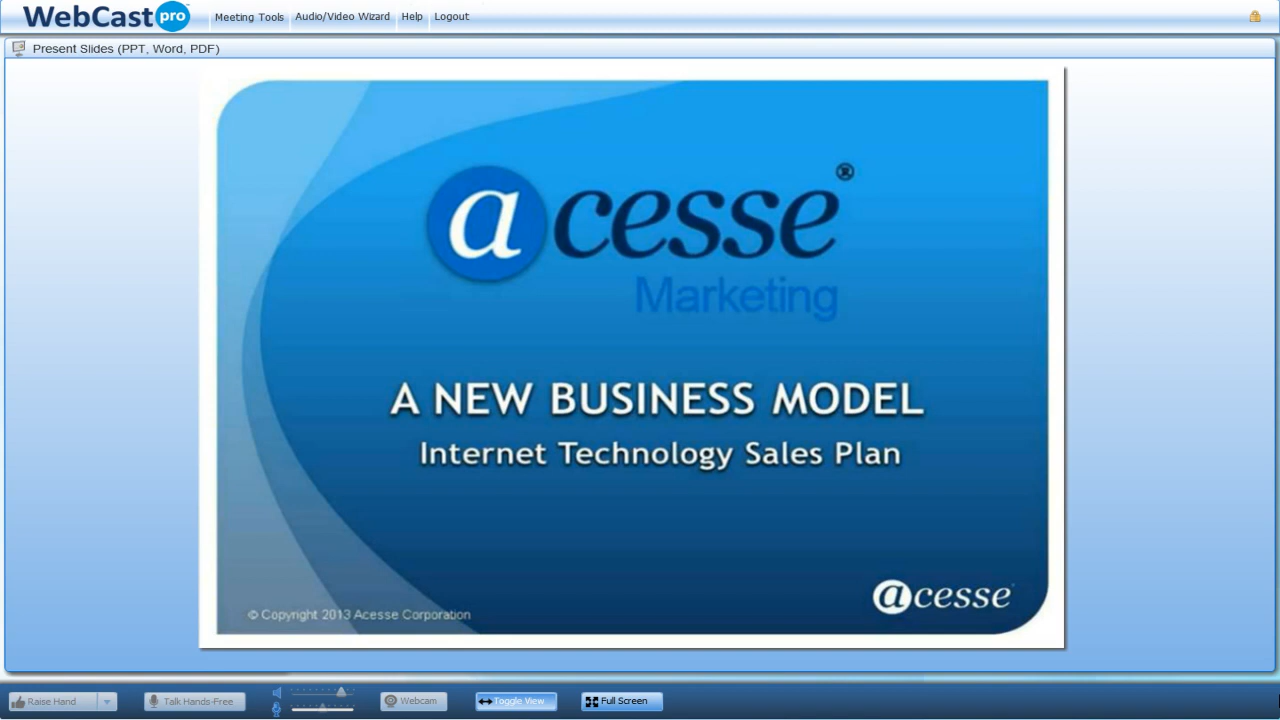 WebCast pro Meeting Tools Audio/Video Wizard Help Logout
Present Slides (PPT, Word, PDF)
acesse®
Marketing
A NEW BUSINESS MODEL
Internet Technology Sales Plan
acesse
© Copyright 2013 Acesse Corporation
Raise Hand Talk Hands-Free Webcam Toggle View Full Screen